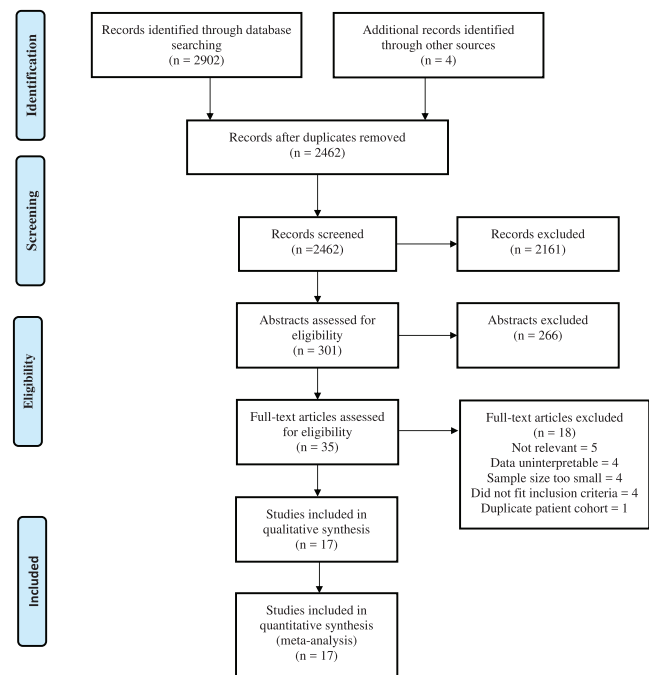 Identification
Records identified through database
searching
(n = 2902)
Additional records identified
through other sources
(n = 4)
Records after duplicates removed
(n = 2462)
Screening
Records screened
(n =2462)
Records excluded
(n = 2161)
Eligibility
Abstracts assessed for
eligibility
(n = 301)
Abstracts excluded
(n = 266)
Full-text articles assessed
for eligibility
(n = 35)
Full-text articles excluded
(n = 18)
Not relevant = 5
Data uninterpretable = 4
Sample size too small = 4
Did not fit inclusion criteria = 4
Duplicate patient cohort = 1
Included
Studies included in
qualitative synthesis
(n = 17)
Studies included in
quantitative synthesis
(meta-analysis)
(n = 17)